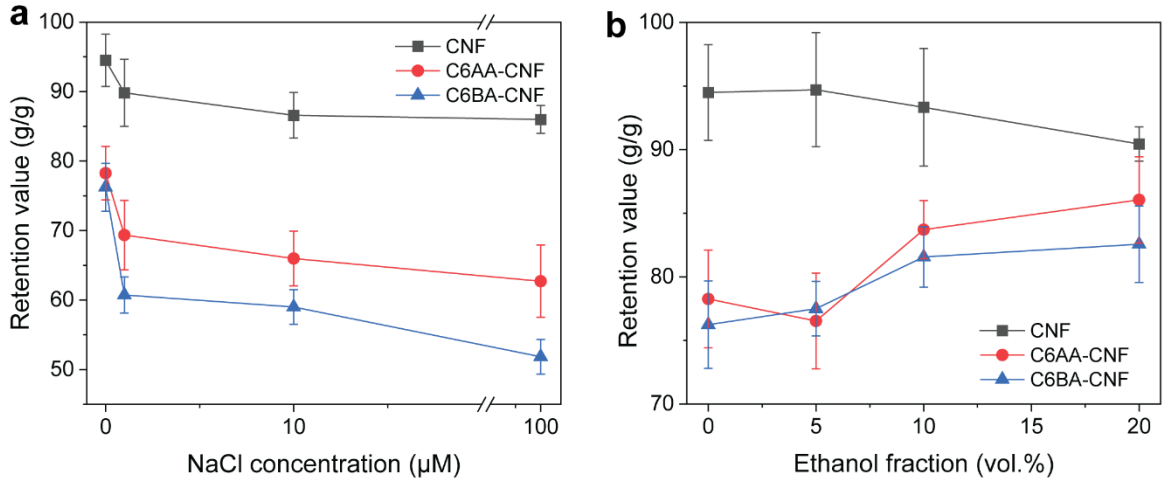 a
100
90
80
70
60
50
Retention value (g/g)
CNF
C6AA-CNF
C6BA-CNF
0
10
100
NaCl concentration (μM)
b
100
90
80
70
Retention value (g/g)
CNF
C6AA-CNF
C6BA-CNF
0
5
10
15
20
Ethanol fraction (vol.%)